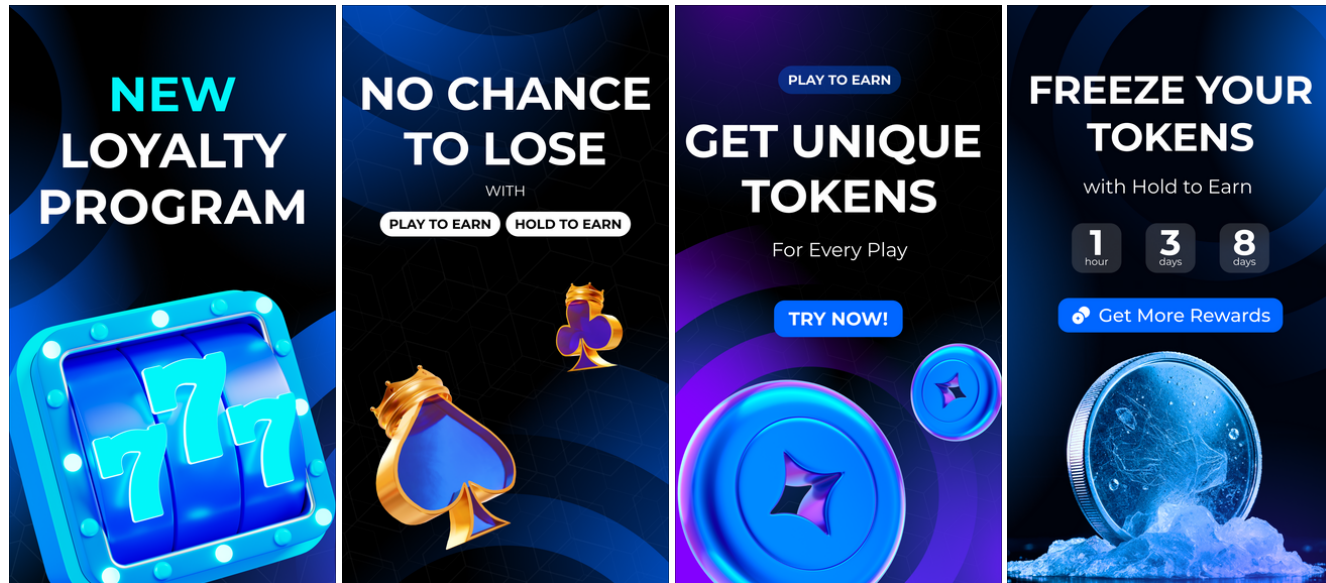 NEW
LOYALTY
PROGRAM
777
NO CHANCE
TO LOSE
WITH
PLAY TO EARN HOLD TO EARN
PLAY TO EARN
GET UNIQUE
TOKENS
For Every Play
TRY NOW!
FREEZE YOUR
TOKENS
with Hold to Earn
1 3 8
hour days days
Get More Rewards